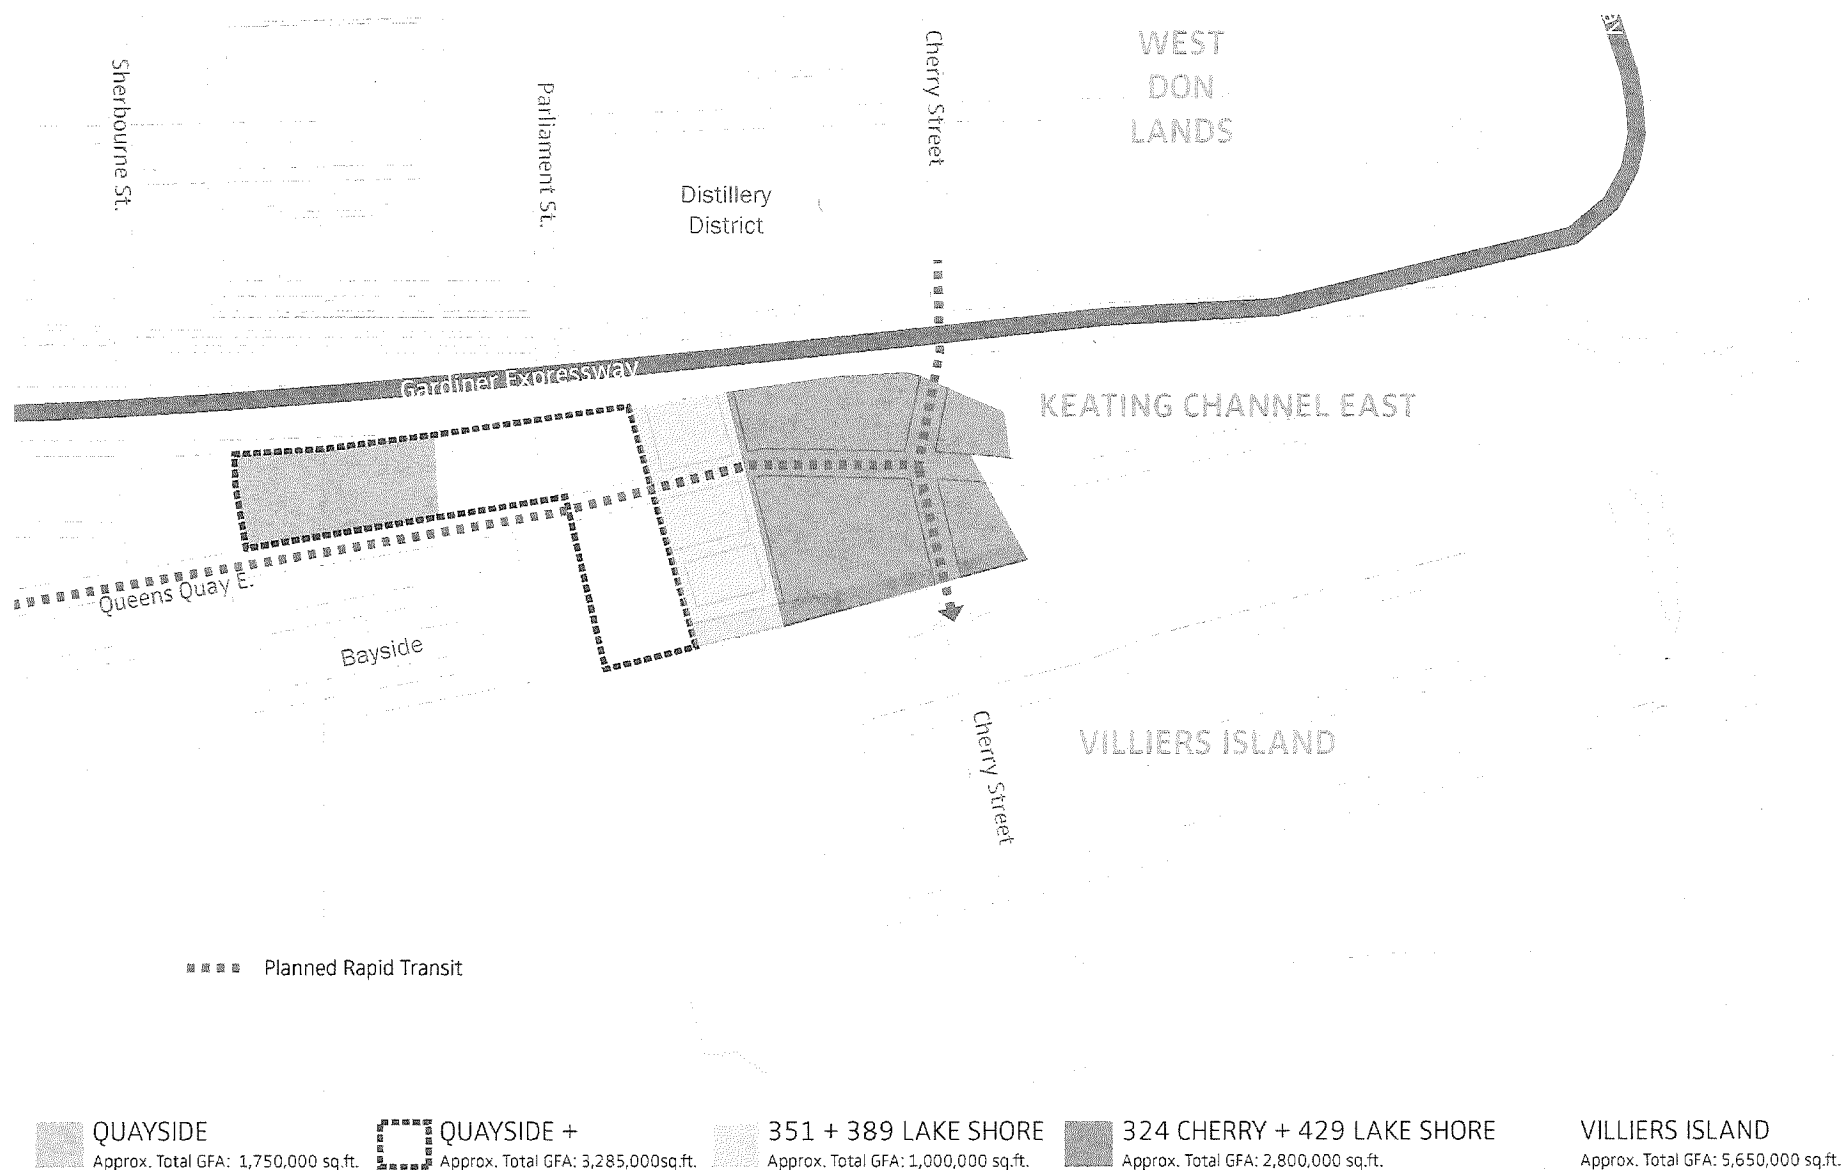 Sherbourne St.
Parliament St.
Cherry Street
WEST
DON
LANDS
Distillery
District
Gardiner Expressway
KEATING CHANNEL EAST
Queens Quay E.
Bayside
Cherry Street
VILLIERS ISLAND
Planned Rapid Transit
QUAYSIDE
Approx. Total GFA: 1,750,000 sq.ft.
QUAYSIDE +
Approx. Total GFA: 3,285,000sq.ft.
351 + 389 LAKE SHORE
Approx. Total GFA: 1,000,000 sq.ft.
324 CHERRY + 429 LAKE SHORE
Approx. Total GFA: 2,800,000 sq.ft.
VILLIERS ISLAND
Approx. Total GFA: 5,650,000 sq.ft.